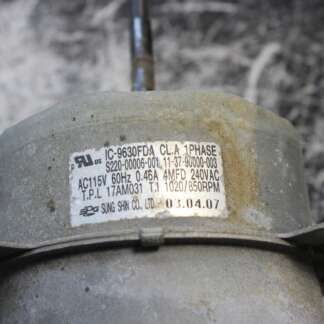 IC-9630FDA CL.A 1PHASE
S220-00006-001, 11-37-90000-003
AC115V 60Hz 0.46A 4MFD 240VAC
T.P.L 17AM031 T.I 1020/850RPM
SUNG SHIN CO., LTD. 03.04.07